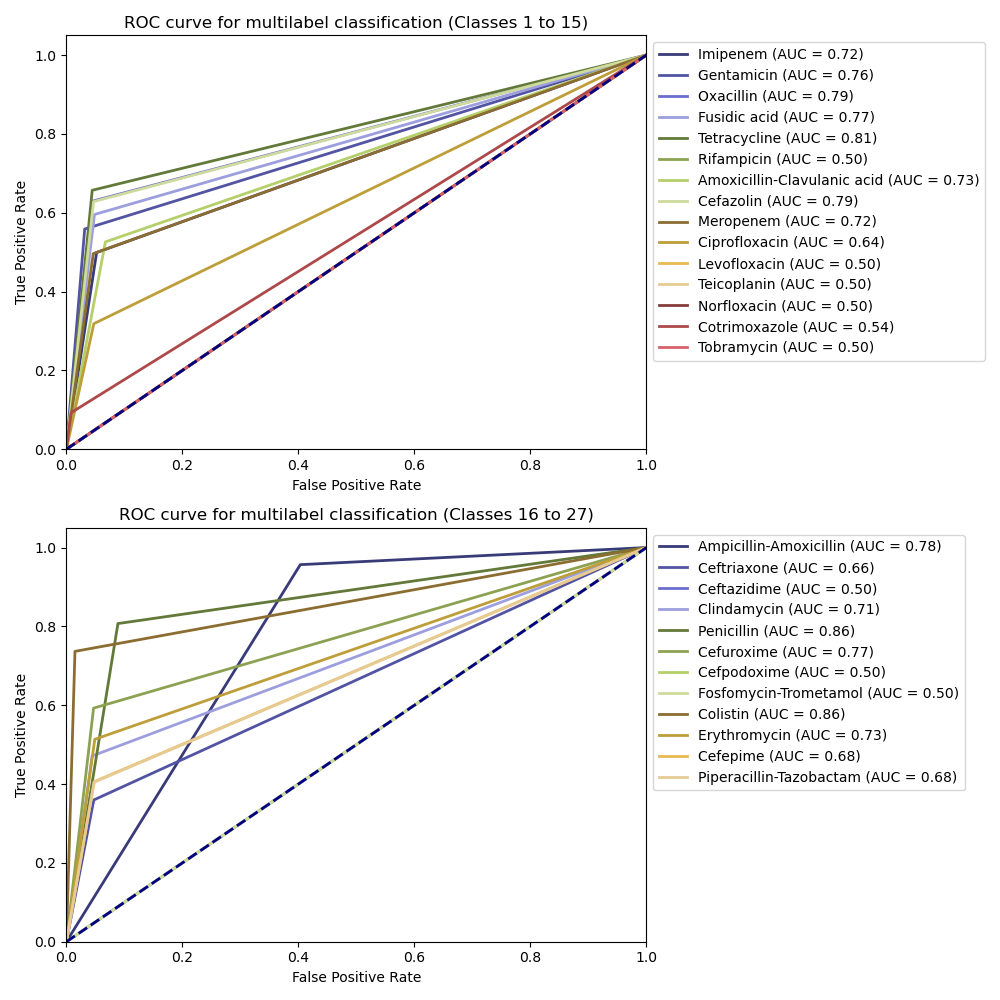 ROC curve for multilabel classification (Classes 1 to 15)
1.0
0.8
0.6
0.4
0.2
0.0
True Positive Rate
0.0 0.2 0.4 0.6 0.8 1.0
False Positive Rate
Imipenem (AUC = 0.72)
Gentamicin (AUC = 0.76)
Oxacillin (AUC = 0.79)
Fusidic acid (AUC = 0.77)
Tetracycline (AUC = 0.81)
Rifampicin (AUC = 0.50)
Amoxicillin-Clavulanic acid (AUC = 0.73)
Cefazolin (AUC = 0.79)
Meropenem (AUC = 0.72)
Ciprofloxacin (AUC = 0.64)
Levofloxacin (AUC = 0.50)
Teicoplanin (AUC = 0.50)
Norfloxacin (AUC = 0.50)
Cotrimoxazole (AUC = 0.54)
Tobramycin (AUC = 0.50)
ROC curve for multilabel classification (Classes 16 to 27)
1.0
0.8
0.6
0.4
0.2
0.0
True Positive Rate
0.0 0.2 0.4 0.6 0.8 1.0
False Positive Rate
Ampicillin-Amoxicillin (AUC = 0.78)
Ceftriaxone (AUC = 0.66)
Ceftazidime (AUC = 0.50)
Clindamycin (AUC = 0.71)
Penicillin (AUC = 0.86)
Cefuroxime (AUC = 0.77)
Cefpodoxime (AUC = 0.50)
Fosfomycin-Trometamol (AUC = 0.50)
Colistin (AUC = 0.86)
Erythromycin (AUC = 0.73)
Cefepime (AUC = 0.68)
Piperacillin-Tazobactam (AUC = 0.68)